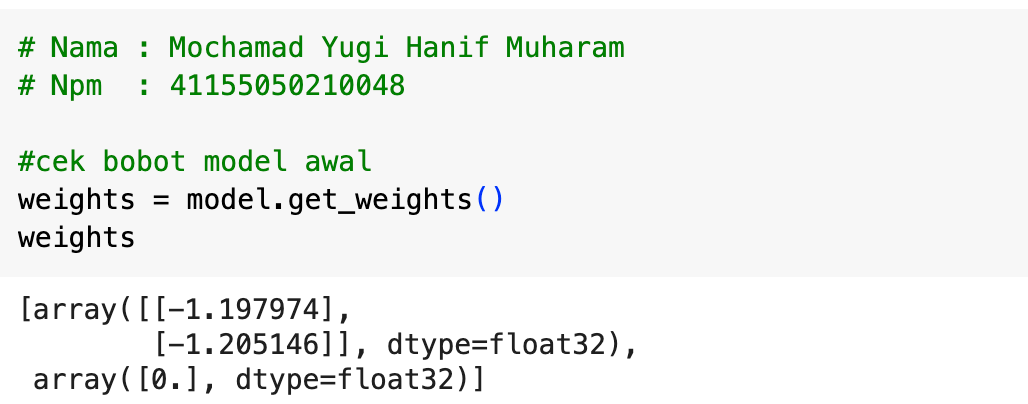 # Nama : Mochamad Yugi Hanif Muharam
# Npm  : 41155050210048
#cek bobot model awal
weights = model.get_weights()
weights
[array([[-1.197974],
        [-1.205146]], dtype=float32),
 array([0.], dtype=float32)]